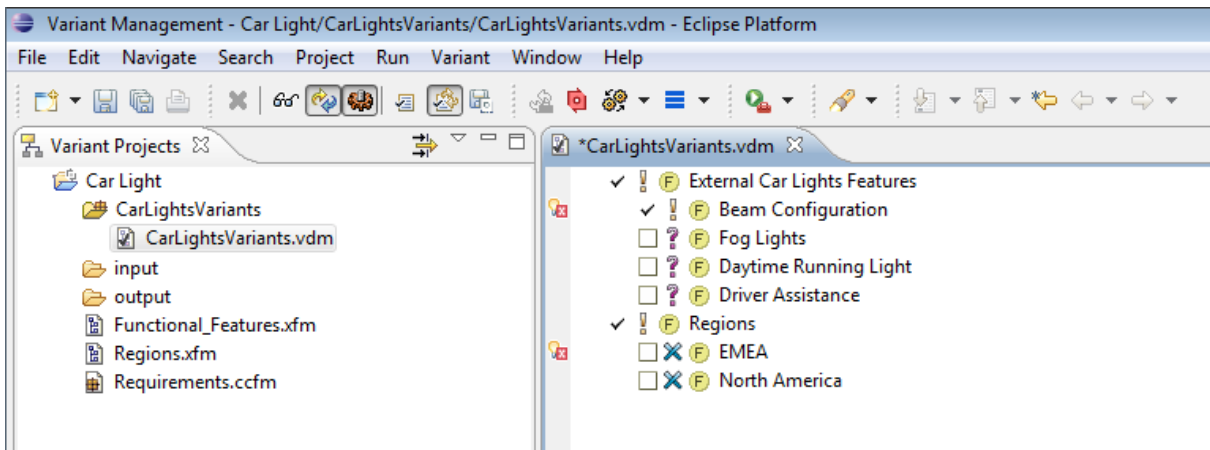 Variant Management - Car Light/CarLightsVariants/CarLightsVariants.vdm - Eclipse Platform
File Edit Navigate Search Project Run Variant Window Help
Variant Projects
Car Light
CarLightsVariants
CarLightsVariants.vdm
input
output
Functional_Features.xfm
Regions.xfm
Requirements.ccfm
*CarLightsVariants.vdm
F External Car Lights Features
F Beam Configuration
F Fog Lights
F Daytime Running Light
F Driver Assistance
F Regions
F EMEA
F North America